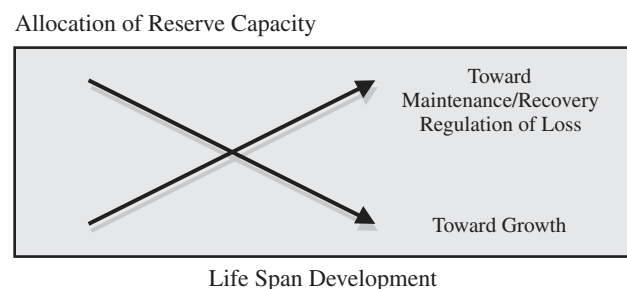 Allocation of Reserve Capacity
Toward
Maintenance/Recovery
Regulation of Loss
Toward Growth
Life Span Development